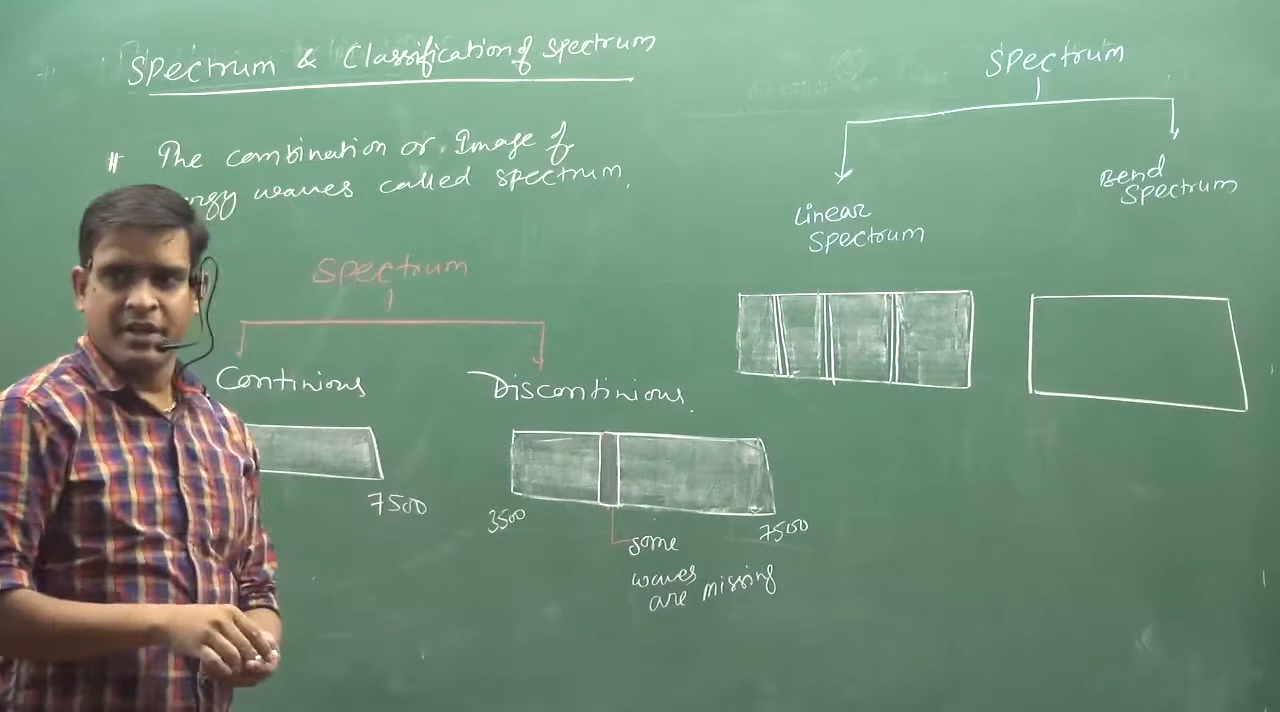 Spectrum & Classification of spectrum
# The combination or Image of
waves called spectrum.
Spectrum
Continious
Discontinious.
7500
3500
7500
some
waves
are missing
Spectrum
Linear
Spectrum
Bend
Spectrum